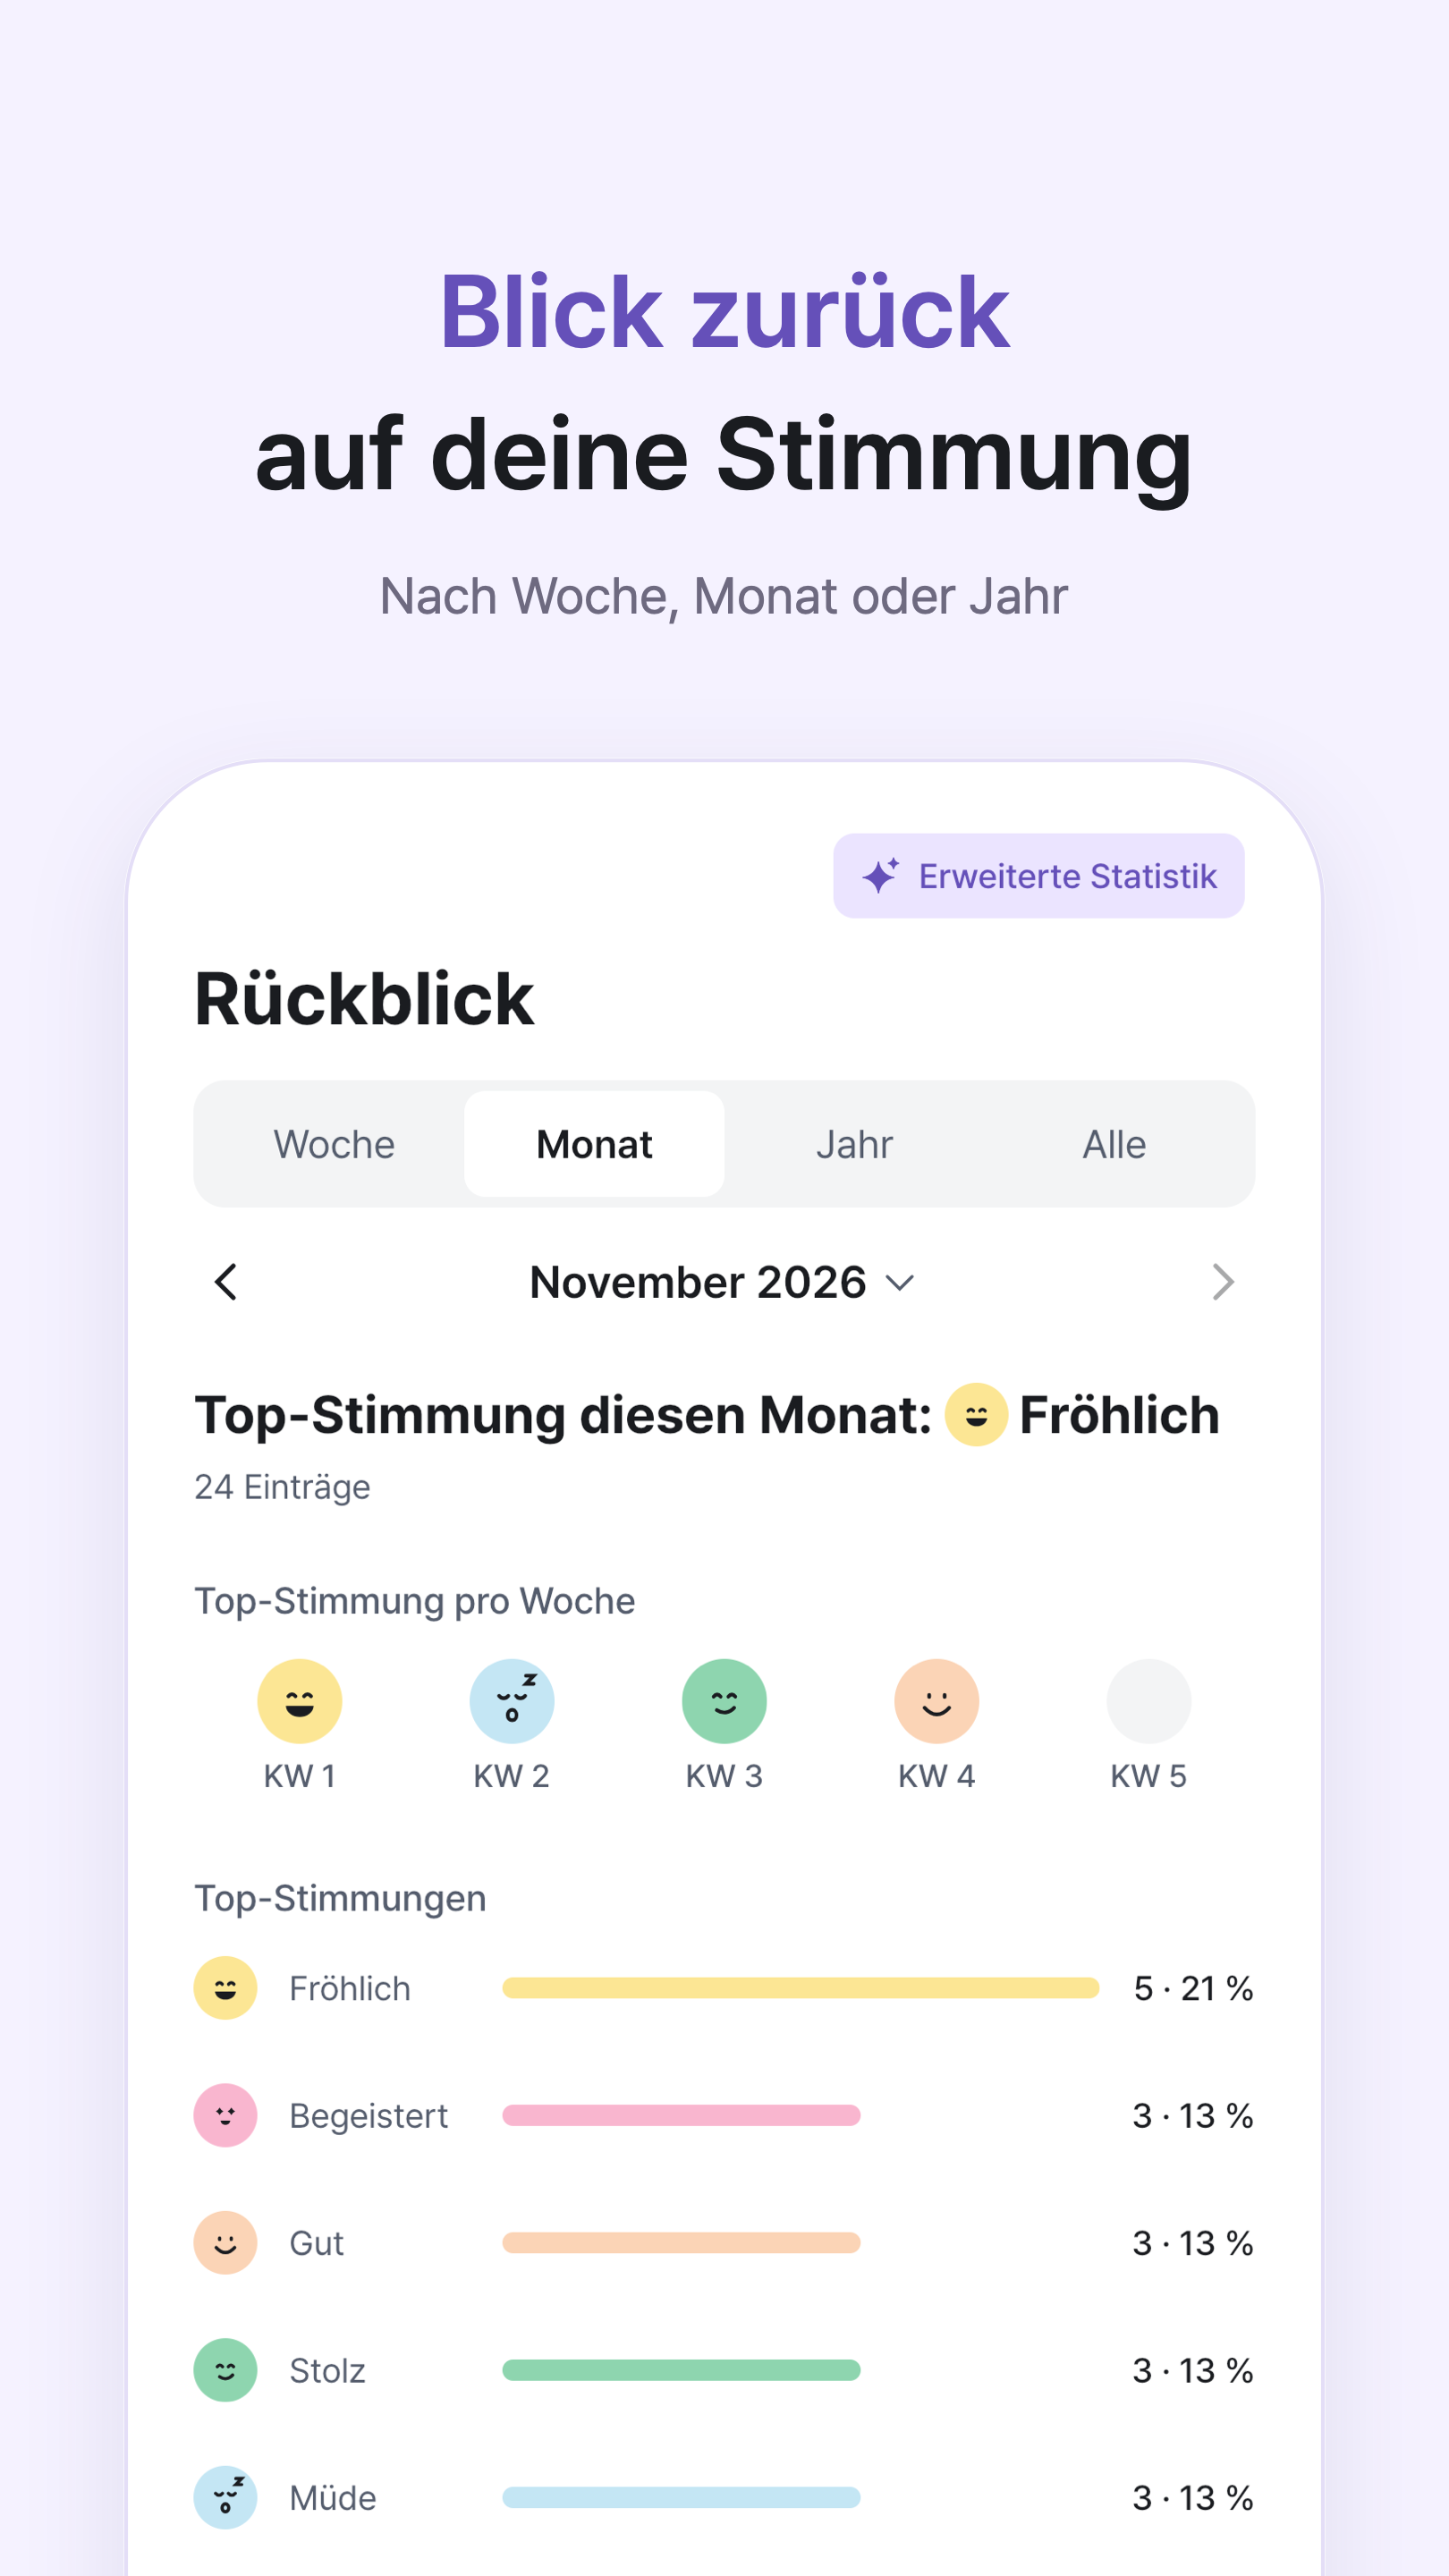 Blick zurück
auf deine Stimmung
Nach Woche, Monat oder Jahr
Erweiterte Statistik
Rückblick
Woche Monat Jahr Alle
November 2026
Top-Stimmung diesen Monat: Fröhlich
24 Einträge
Top-Stimmung pro Woche
KW 1 KW 2 KW 3 KW 4 KW 5
Top-Stimmungen
Fröhlich 5 · 21 %
Begeistert 3 · 13 %
Gut 3 · 13 %
Stolz 3 · 13 %
Müde 3 · 13 %